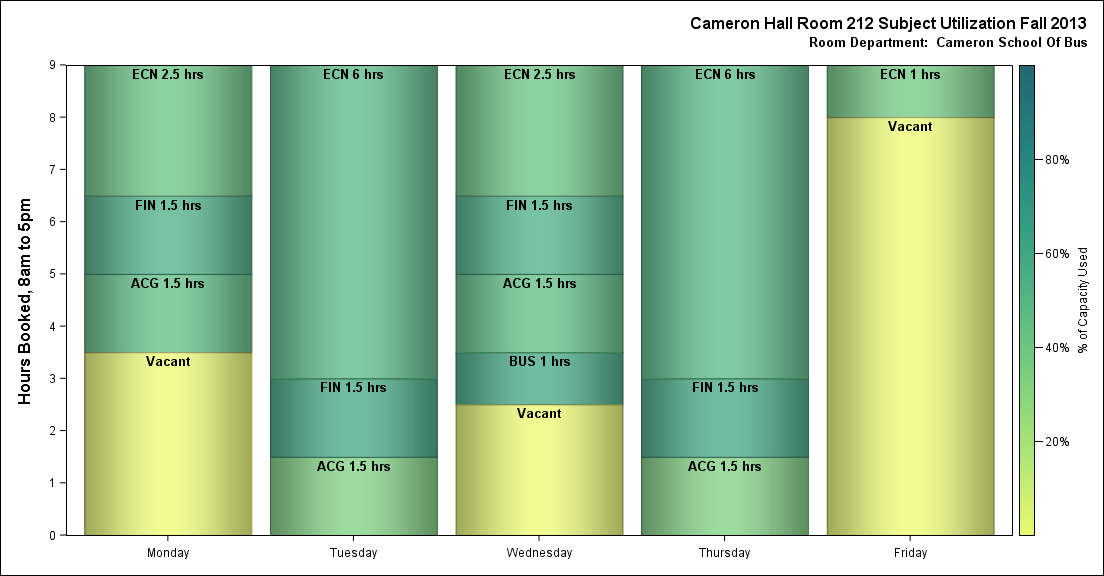 Cameron Hall Room 212 Subject Utilization Fall 2013
Room Department:  Cameron School Of Bus
Hours Booked, 8am to 5pm
9
8
7
6
5
4
3
2
1
0
ECN 2.5 hrs
FIN 1.5 hrs
ACG 1.5 hrs
Vacant
ECN 6 hrs
FIN 1.5 hrs
ACG 1.5 hrs
ECN 2.5 hrs
FIN 1.5 hrs
ACG 1.5 hrs
BUS 1 hrs
Vacant
ECN 6 hrs
FIN 1.5 hrs
ACG 1.5 hrs
ECN 1 hrs
Vacant
Monday
Tuesday
Wednesday
Thursday
Friday
80%
60%
40%
20%
% of Capacity Used